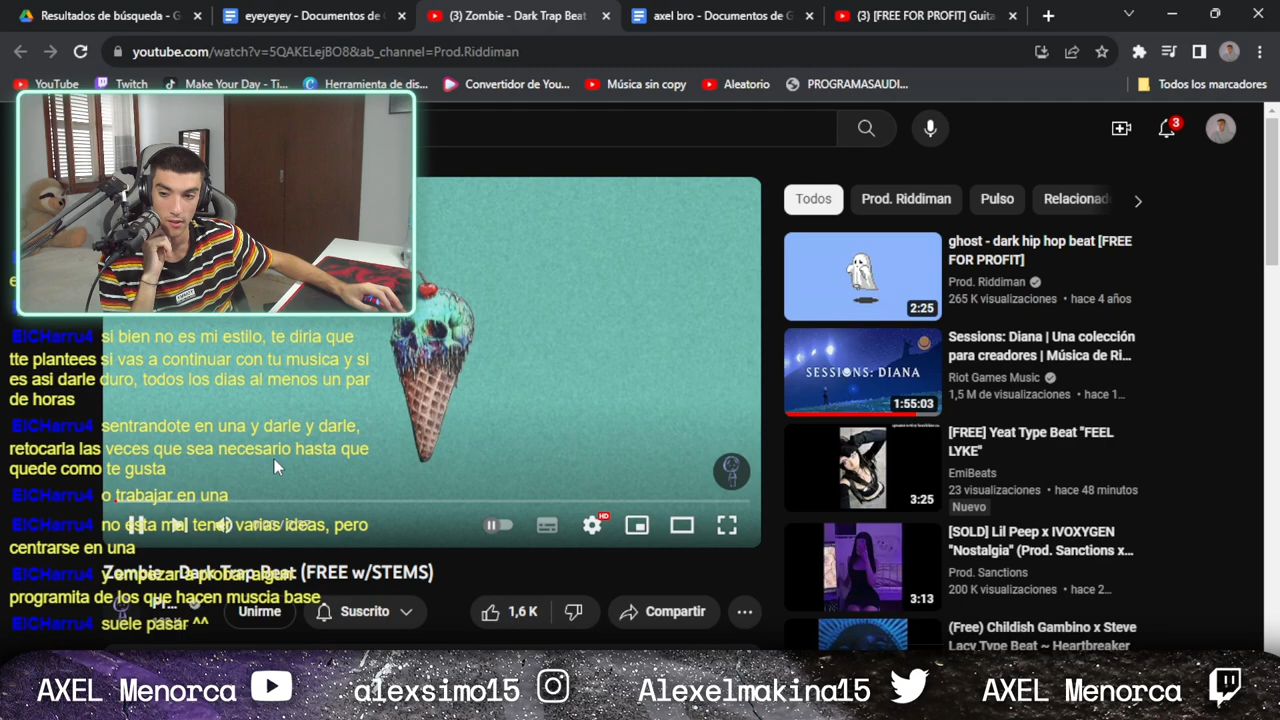 Resultados de búsqueda - G
eyeyeyey - Documentos de
(3) Zombie - Dark Trap Beat
axel bro - Documentos de G
(3) [FREE FOR PROFIT] Guita
youtube.com/watch?v=5QAKELejBO8&ab_channel=Prod.Riddiman
YouTube
Twitch
Make Your Day - Ti...
Herramienta de dis...
Convertidor de You...
Música sin copy
Aleatorio
PROGRAMASAUDI...
Todos los marcadores
3
Todos
Prod. Riddiman
Pulso
Relacionad
ghost - dark hip hop beat [FREE
FOR PROFIT]
Prod. Riddiman
265 K visualizaciones • hace 4 años
2:25
Sessions: Diana | Una colección
para creadores | Música de Ri...
Riot Games Music
1,5 M de visualizaciones • hace 1...
SESSIONS: DIANA
1:55:03
[FREE] Yeat Type Beat "FEEL
LYKE"
EmiBeats
23 visualizaciones • hace 48 minutos
Nuevo
3:25
[SOLD] Lil Peep x IVOXYGEN
"Nostalgia" (Prod. Sanctions x...
Prod. Sanctions
200 K visualizaciones • hace 2...
3:13
(Free) Childish Gambino x Steve
Lacy Type Beat ~ Heartbreaker
ElCHarru4 si bien no es mi estilo, te diria que
tte plantees si vas a continuar con tu musica y si
es asi darle duro, todos los dias al menos un par
de horas
ElCHarru4 sentrandote en una y darle y darle,
retocarla las veces que sea necesario hasta que
quede como te gusta
ElCHarru4 o trabajar en una
ElCHarru4 no esta mal tener varias ideas, pero
centrarse en una
ElCHarru4 y empezar a probar algun
programita de los que hacen muscia base
ElCHarru4 suele pasar ^^
HD
Zombie - Dark Trap Beat (FREE w/STEMS)
Unirme
Suscrito
1,6 K
Compartir
AXEL Menorca
alexsimo15
Alexelmakina15
AXEL Menorca